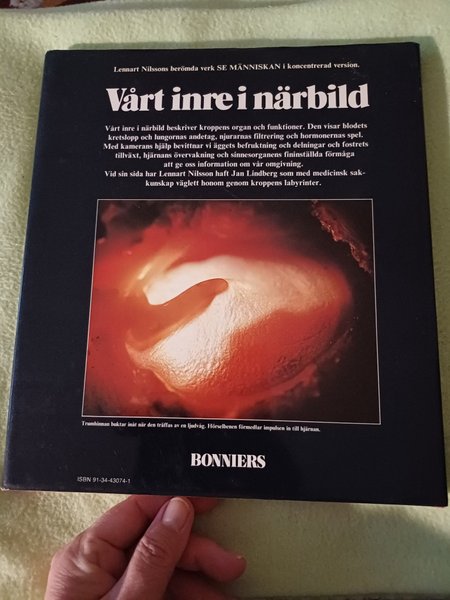 Lennart Nilssons berömda verk SE MÄNNISKAN i koncentrerad version.
Vårt inre i närbild
Vårt inre i närbild beskriver kroppens organ och funktioner. Den visar blodets
kretslopp och lungornas andetag, njurarnas filtrering och hormonernas spel.
Med kamerans hjälp bevittnar vi äggets befruktning och delningar och fostrets
tillväxt, hjärnans övervakning och sinnesorganens fininställda förmåga
att ge oss information om vår omgivning.
Vid sin sida har Lennart Nilsson haft Jan Lindberg som med medicinsk sak-
kunskap väglett honom genom kroppens labyrinter.
Trumhinnan buktar inåt när den träffas av en ljudvåg. Hörselbenen förmedlar impulsen in till hjärnan.
BONNIERS
ISBN 91-34-43074-1